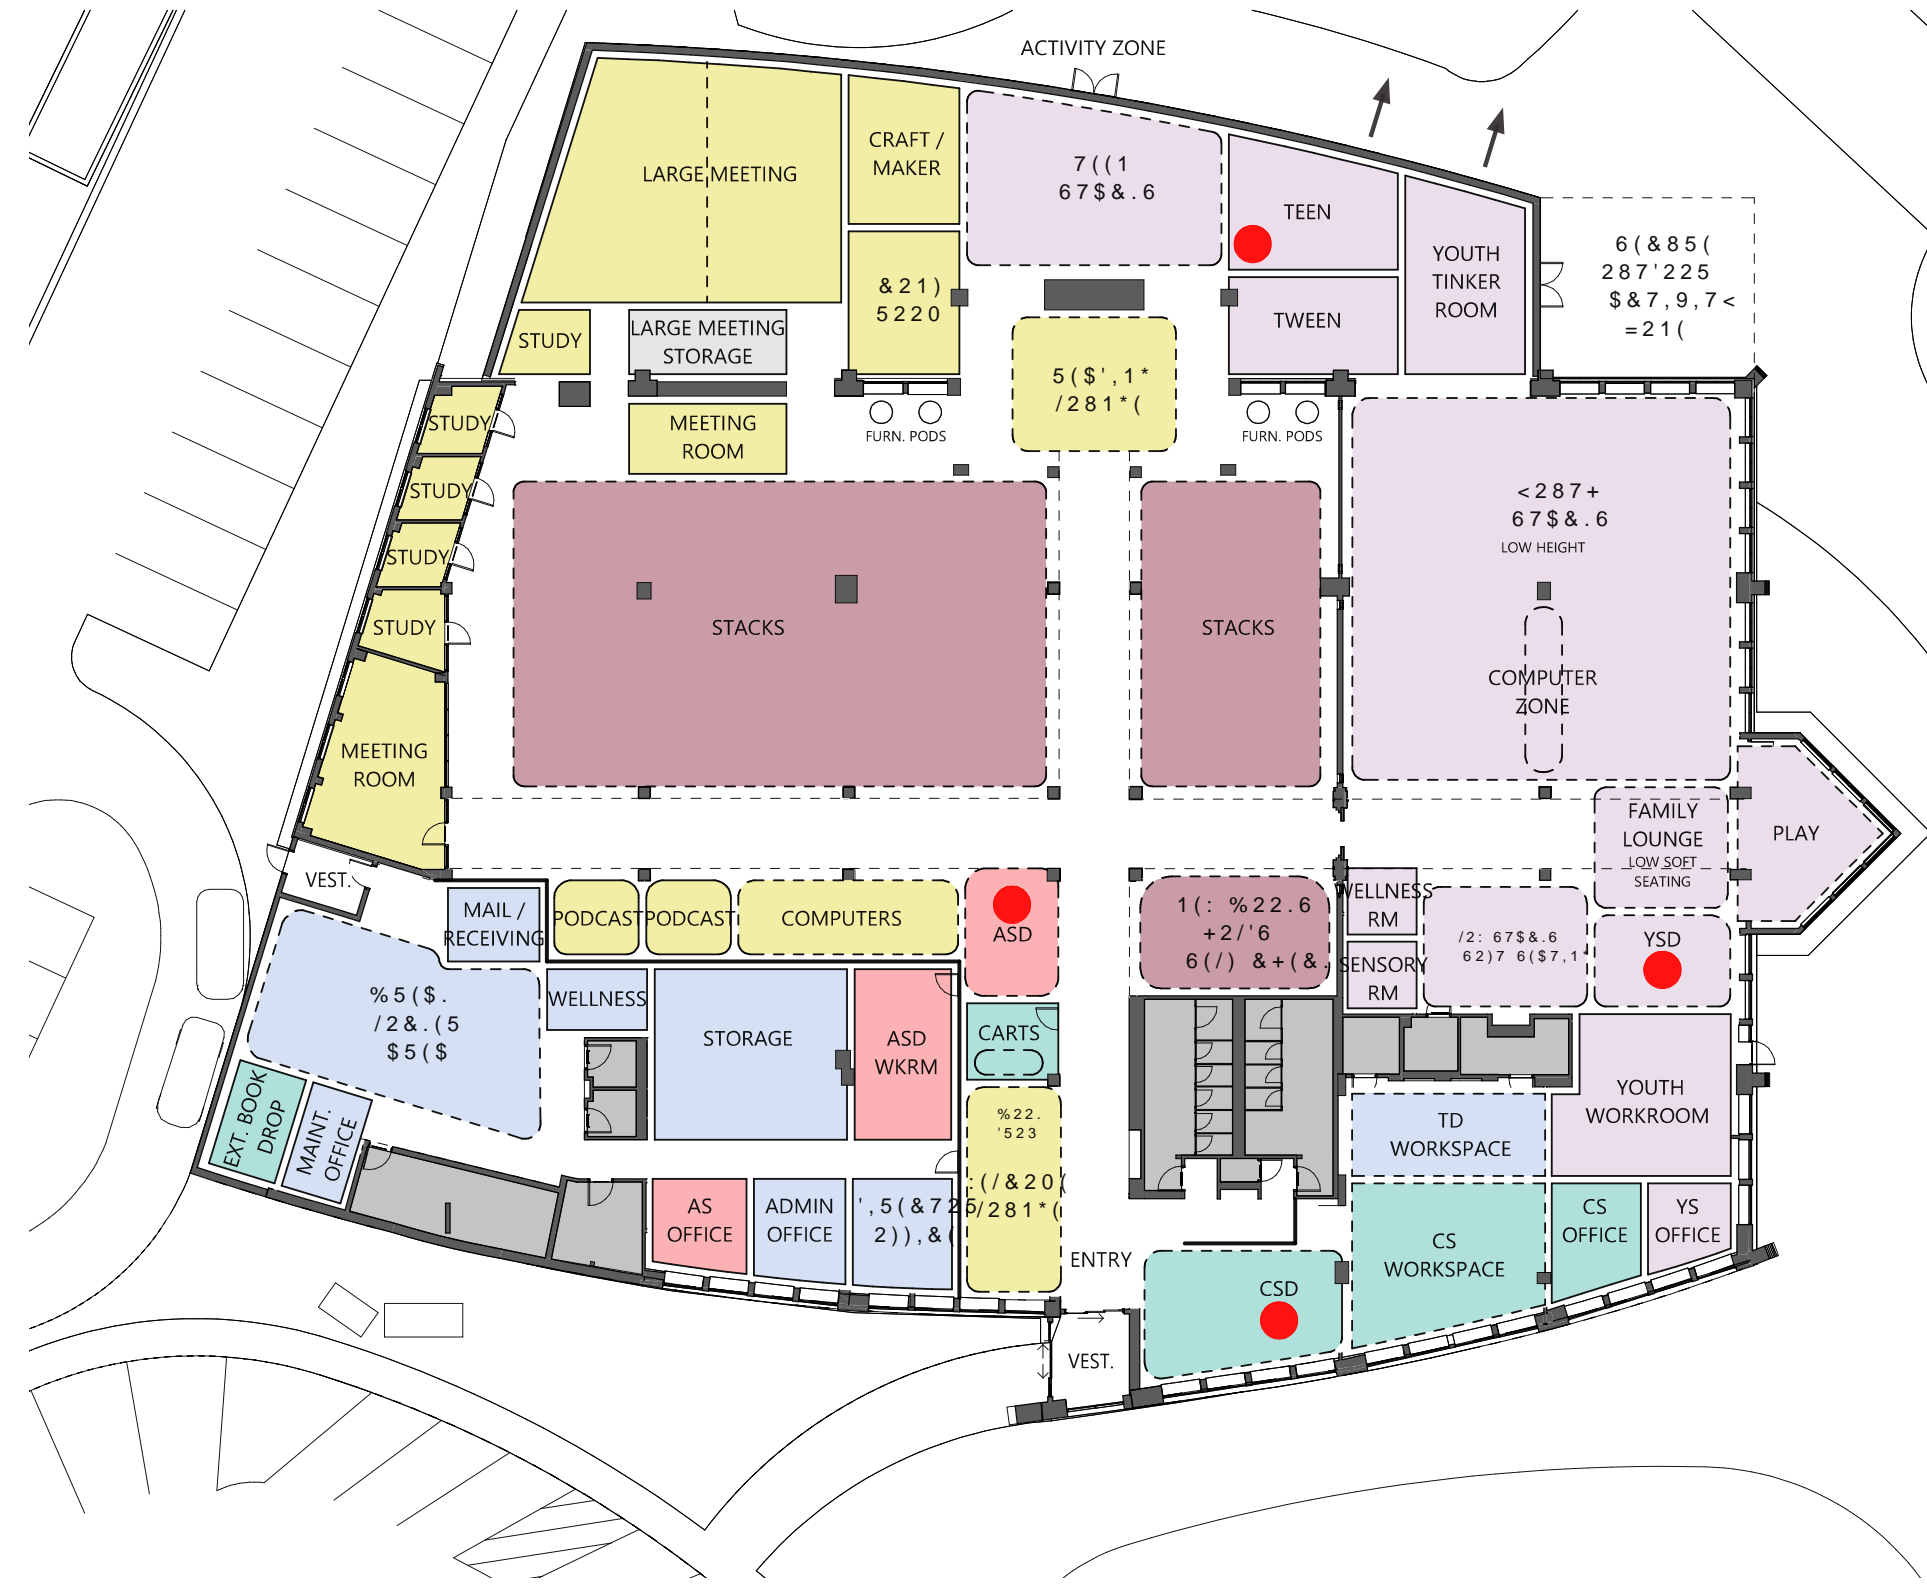 ACTIVITY ZONE
LARGE MEETING
CRAFT /
MAKER
7((1
67$&.6
TEEN
YOUTH
TINKER
ROOM
6(&85(
287'225
$&7,9,7<
=21(
&21)
5220
TWEEN
STUDY
LARGE MEETING
STORAGE
5($',1*
/281*(
STUDY
MEETING
ROOM
FURN. PODS
FURN. PODS
STUDY
<287+
67$&.6
LOW HEIGHT
STUDY
STUDY
STACKS
STACKS
COMPUTER
ZONE
MEETING
ROOM
FAMILY
LOUNGE
LOW SOFT
SEATING
PLAY
VEST.
MAIL /
RECEIVING
PODCAST
PODCAST
COMPUTERS
ASD
1(: %22.6
+2/'6
6(/) &+(&.
WELLNESS
RM
SENSORY
RM
/2: 67$&.6
62)7 6($7,1*
YSD
%5($.
/2&.(5
$5($
WELLNESS
STORAGE
ASD
WKRM
CARTS
EXT. BOOK
DROP
MAINT.
OFFICE
%22.
'523
TD
WORKSPACE
YOUTH
WORKROOM
AS
OFFICE
ADMIN
OFFICE
',5(&725
2)),&(
:(/&20(
/281*(
ENTRY
CSD
CS
WORKSPACE
CS
OFFICE
YS
OFFICE
VEST.